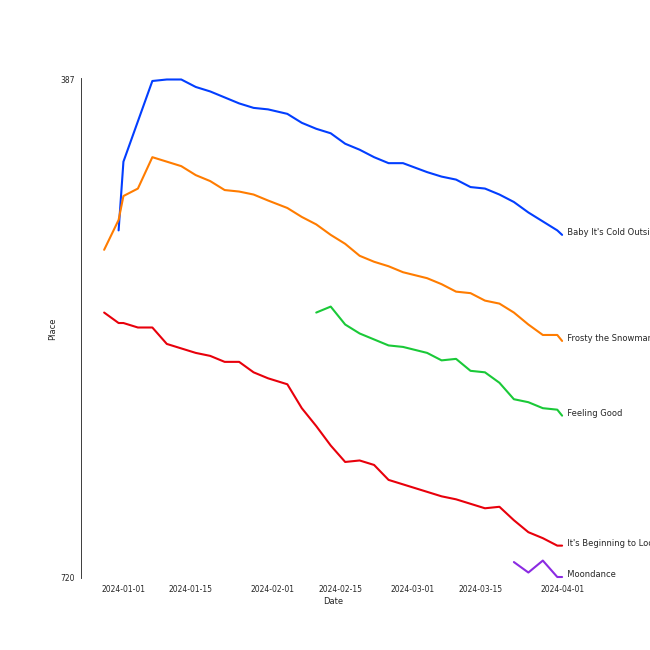 387
Baby It's Cold Outsi
Place
Frosty the Snowman
Feeling Good
It's Beginning to Loo
Moondance
720
2024-01-01 2024-01-15 2024-02-01 2024-02-15 2024-03-01 2024-03-15 2024-04-01
Date